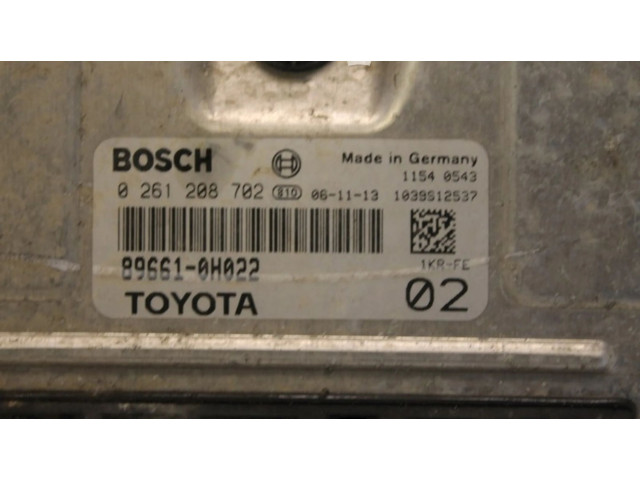 BOSCH Made in Germany
1154 0543
0 261 208 702 S10 06-11-13 1039S12537
89661-0H022 1KR-FE
TOYOTA 02